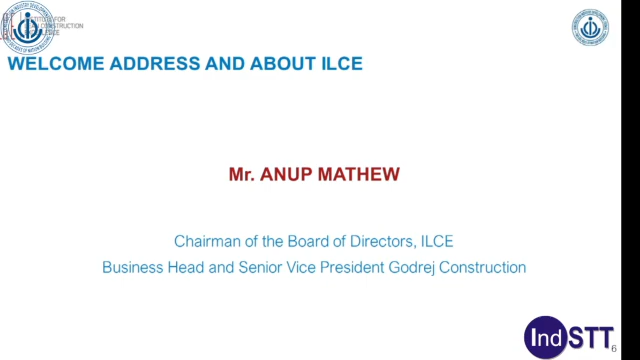 WELCOME ADDRESS AND ABOUT ILCE
Mr. ANUP MATHEW
Chairman of the Board of Directors, ILCE
Business Head and Senior Vice President Godrej Construction
IndSTT
6